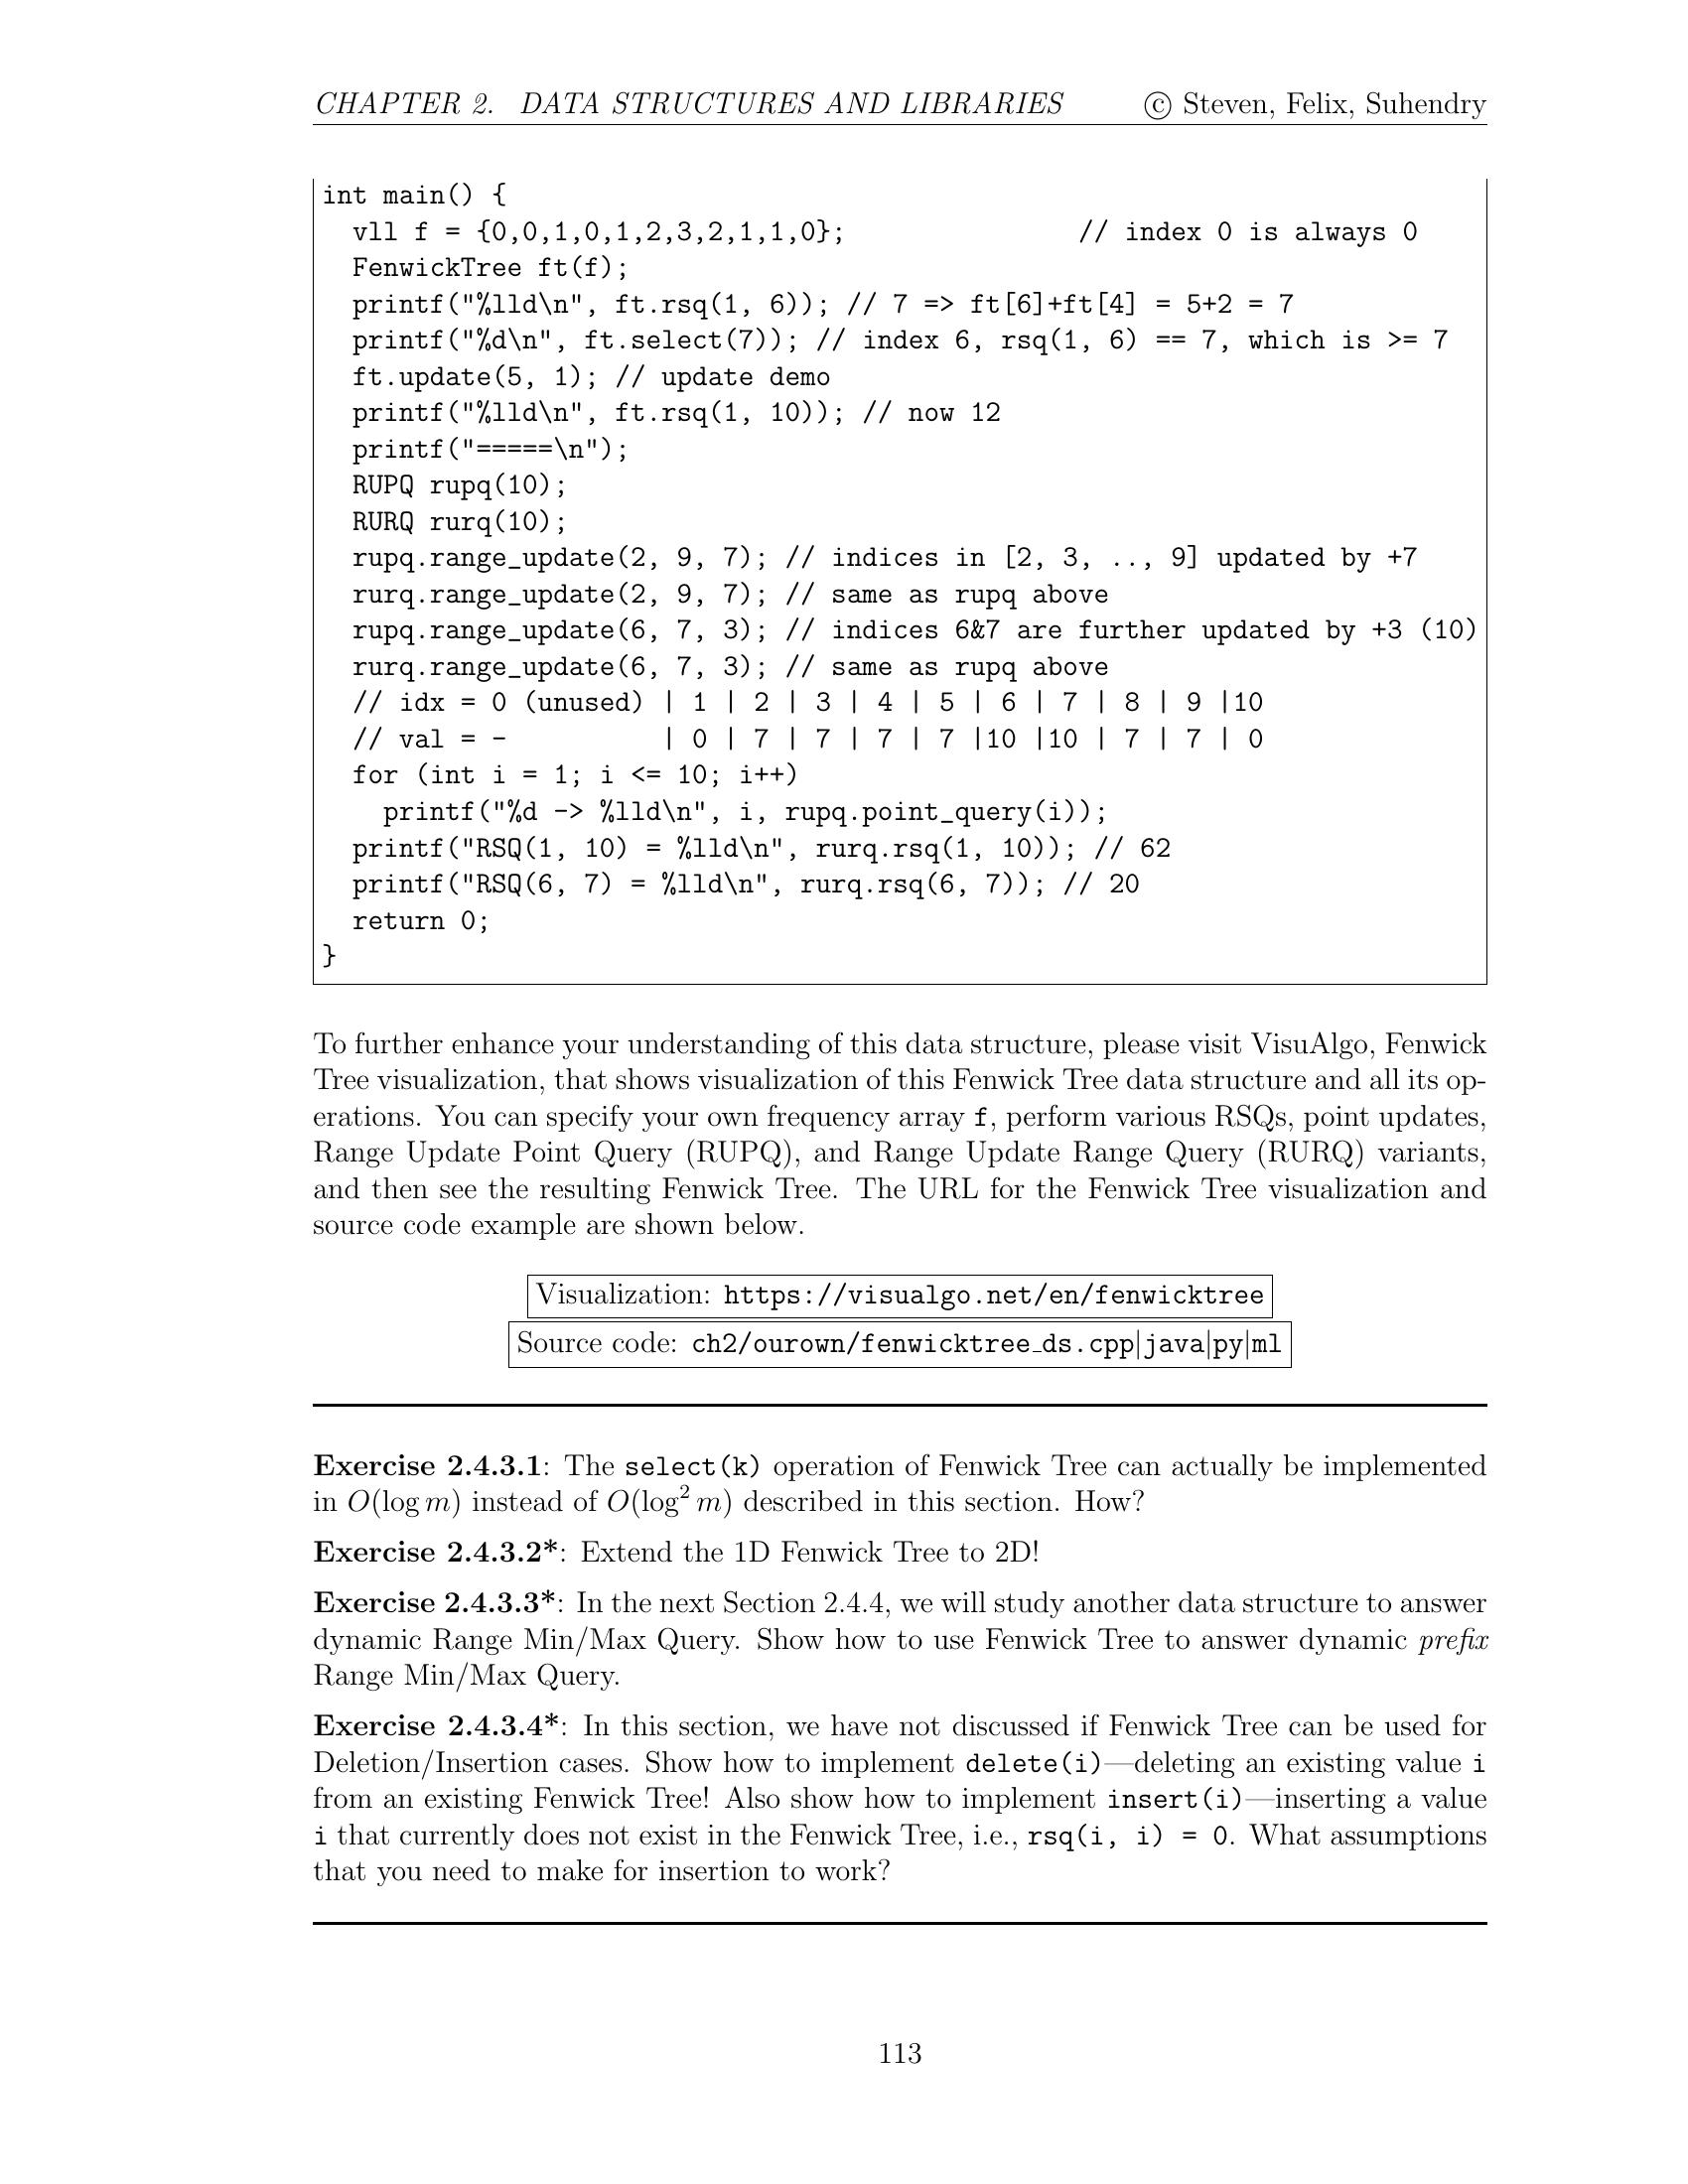 CHAPTER 2. DATA STRUCTURES AND LIBRARIES © Steven, Felix, Suhendry
int main() {
  vll f = {0,0,1,0,1,2,3,2,1,1,0};               // index 0 is always 0
  FenwickTree ft(f);
  printf("%lld\n", ft.rsq(1, 6)); // 7 => ft[6]+ft[4] = 5+2 = 7
  printf("%d\n", ft.select(7)); // index 6, rsq(1, 6) == 7, which is >= 7
  ft.update(5, 1); // update demo
  printf("%lld\n", ft.rsq(1, 10)); // now 12
  printf("=====\n");
  RUPQ rupq(10);
  RURQ rurq(10);
  rupq.range_update(2, 9, 7); // indices in [2, 3, .., 9] updated by +7
  rurq.range_update(2, 9, 7); // same as rupq above
  rupq.range_update(6, 7, 3); // indices 6&7 are further updated by +3 (10)
  rurq.range_update(6, 7, 3); // same as rupq above
  // idx = 0 (unused) | 1 | 2 | 3 | 4 | 5 | 6 | 7 | 8 | 9 |10
  // val = -          | 0 | 7 | 7 | 7 | 7 |10 |10 | 7 | 7 | 0
  for (int i = 1; i <= 10; i++)
    printf("%d -> %lld\n", i, rupq.point_query(i));
  printf("RSQ(1, 10) = %lld\n", rurq.rsq(1, 10)); // 62
  printf("RSQ(6, 7) = %lld\n", rurq.rsq(6, 7)); // 20
  return 0;
}
To further enhance your understanding of this data structure, please visit VisuAlgo, Fenwick
Tree visualization, that shows visualization of this Fenwick Tree data structure and all its op-
erations. You can specify your own frequency array f, perform various RSQs, point updates,
Range Update Point Query (RUPQ), and Range Update Range Query (RURQ) variants,
and then see the resulting Fenwick Tree. The URL for the Fenwick Tree visualization and
source code example are shown below.
Visualization: https://visualgo.net/en/fenwicktree
Source code: ch2/ourown/fenwicktree_ds.cpp|java|py|ml
Exercise 2.4.3.1: The select(k) operation of Fenwick Tree can actually be implemented
in O(log m) instead of O(log² m) described in this section. How?
Exercise 2.4.3.2*: Extend the 1D Fenwick Tree to 2D!
Exercise 2.4.3.3*: In the next Section 2.4.4, we will study another data structure to answer
dynamic Range Min/Max Query. Show how to use Fenwick Tree to answer dynamic prefix
Range Min/Max Query.
Exercise 2.4.3.4*: In this section, we have not discussed if Fenwick Tree can be used for
Deletion/Insertion cases. Show how to implement delete(i)—deleting an existing value i
from an existing Fenwick Tree! Also show how to implement insert(i)—inserting a value
i that currently does not exist in the Fenwick Tree, i.e., rsq(i, i) = 0. What assumptions
that you need to make for insertion to work?
113